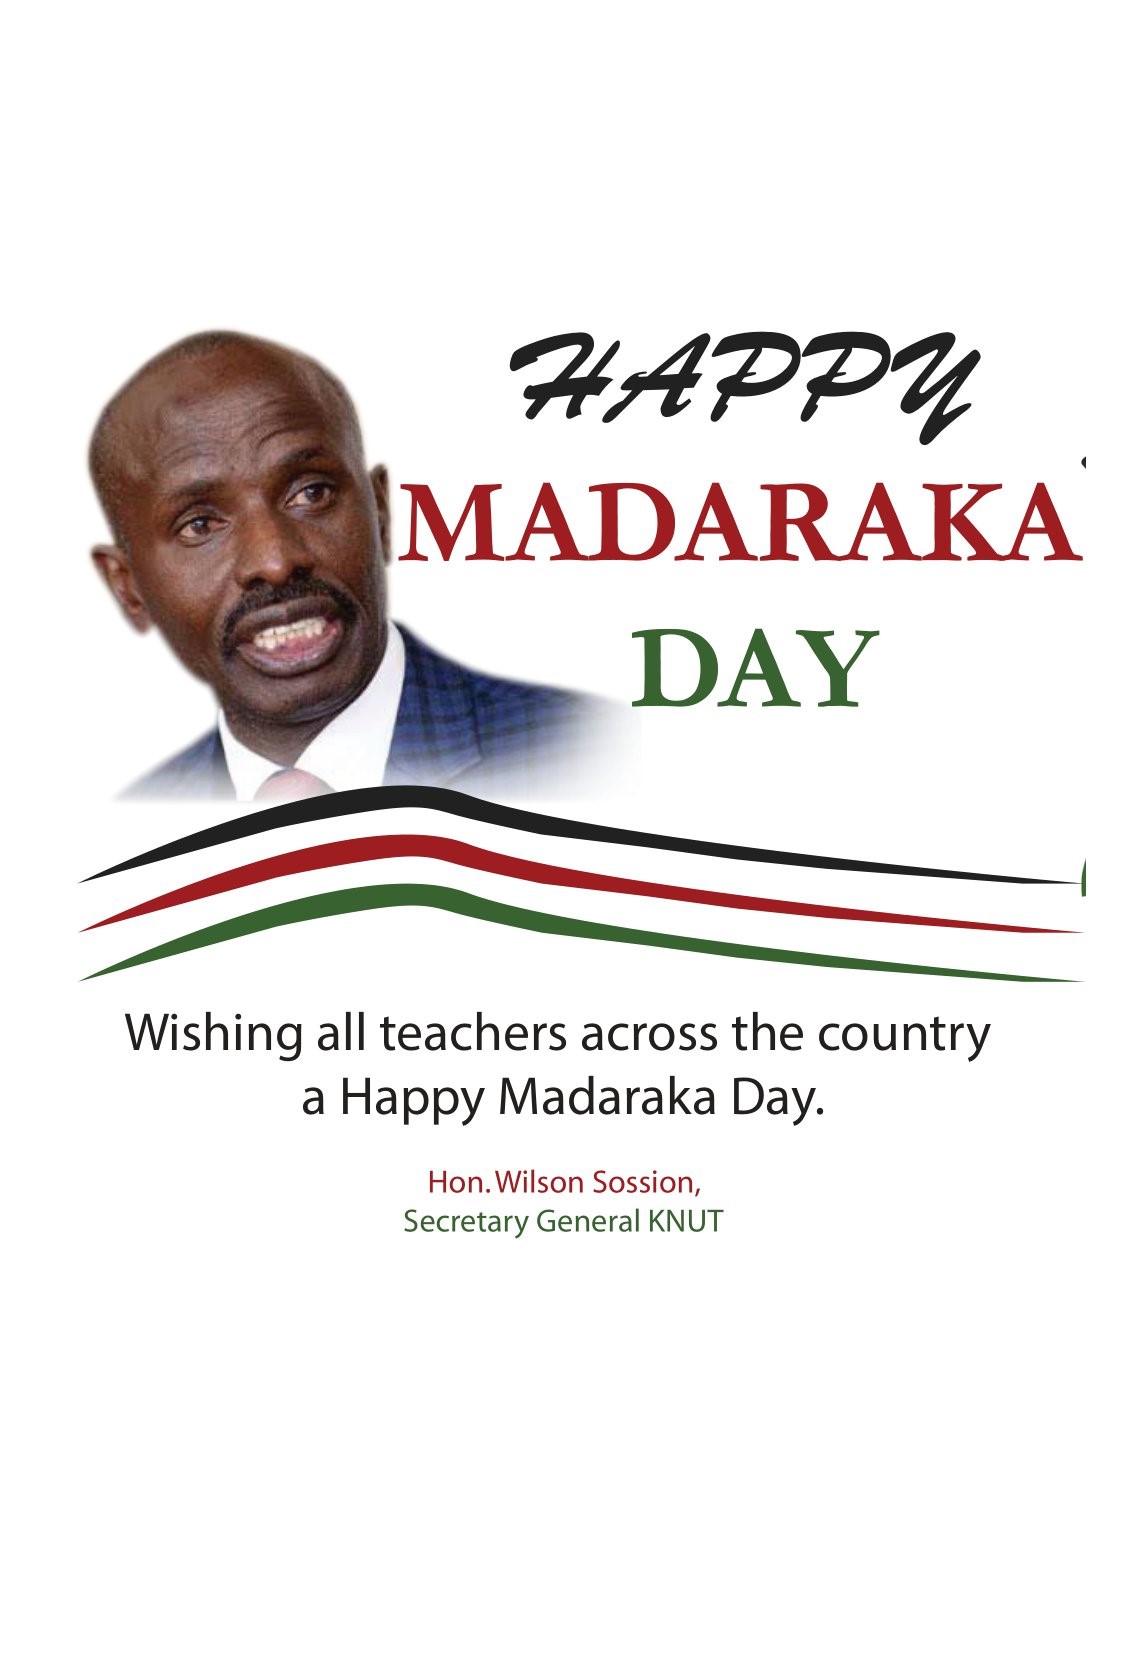 HAPPY
MADARAKA
DAY
Wishing all teachers across the country
a Happy Madaraka Day.
Hon. Wilson Sossion,
Secretary General KNUT